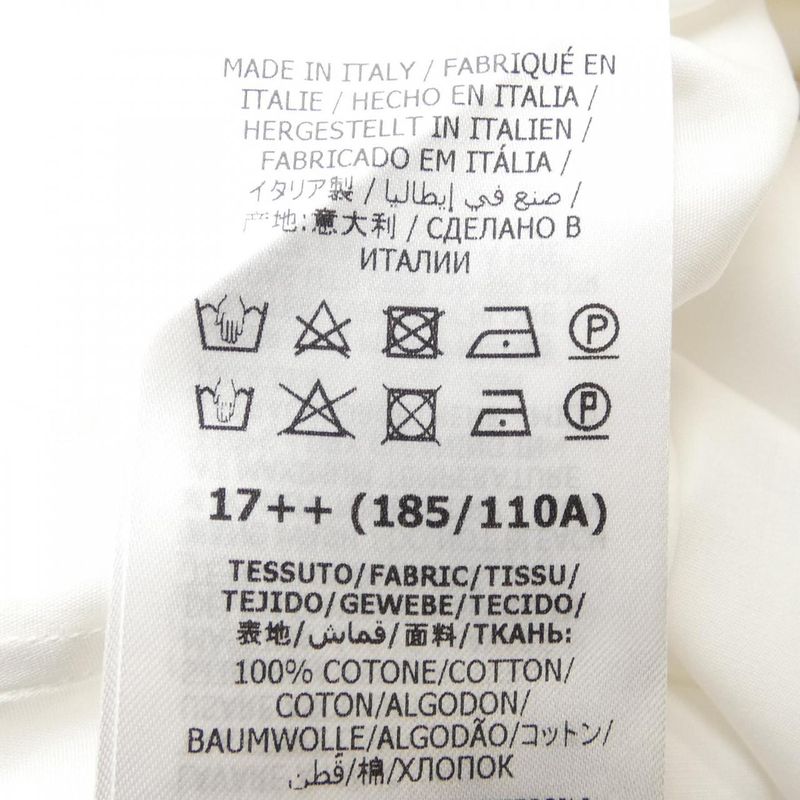 MADE IN ITALY / FABRIQUÉ EN
ITALIE / HECHO EN ITALIA /
HERGESTELLT IN ITALIEN /
FABRICADO EM ITÁLIA /
イタリア製 / صنع في إيطاليا /
产地:意大利 / СДЕЛАНО В
ИТАЛИИ
P
P
17++ (185/110A)
TESSUTO/FABRIC/TISSU/
TEJIDO/GEWEBE/TECIDO/
表地/قماش/面料/ТКАНЬ:
100% COTONE/COTTON/
COTON/ALGODON/
BAUMWOLLE/ALGODÃO/コットン/
قطن/棉/ХЛОПОК